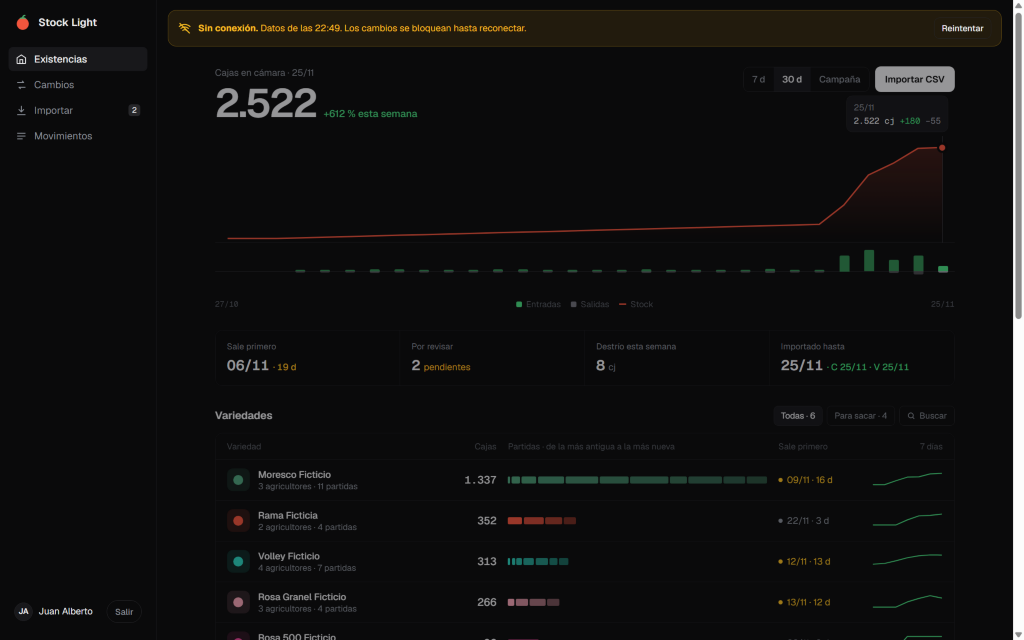 Stock Light
Existencias
Cambios
Importar 2
Movimientos
JA Juan Alberto Salir
Sin conexión. Datos de las 22:49. Los cambios se bloquean hasta reconectar. Reintentar
Cajas en cámara · 25/11
2.522 +612 % esta semana
7 d 30 d Campaña Importar CSV
25/11
2.522 cj +180 −55
27/10 Entradas Salidas Stock 25/11
Sale primero
06/11 · 19 d
Por revisar
2 pendientes
Destrío esta semana
8 cj
Importado hasta
25/11 · C 25/11 · V 25/11
Variedades Todas · 6 Para sacar · 4 Buscar
Variedad Cajas Partidas · de la más antigua a la más nueva Sale primero 7 días
Moresco Ficticio
3 agricultores · 11 partidas
1.337 09/11 · 16 d
Rama Ficticia
2 agricultores · 4 partidas
352 22/11 · 3 d
Volley Ficticio
4 agricultores · 7 partidas
313 12/11 · 13 d
Rosa Granel Ficticio
3 agricultores · 4 partidas
266 13/11 · 12 d
Rosa 500 Ficticio